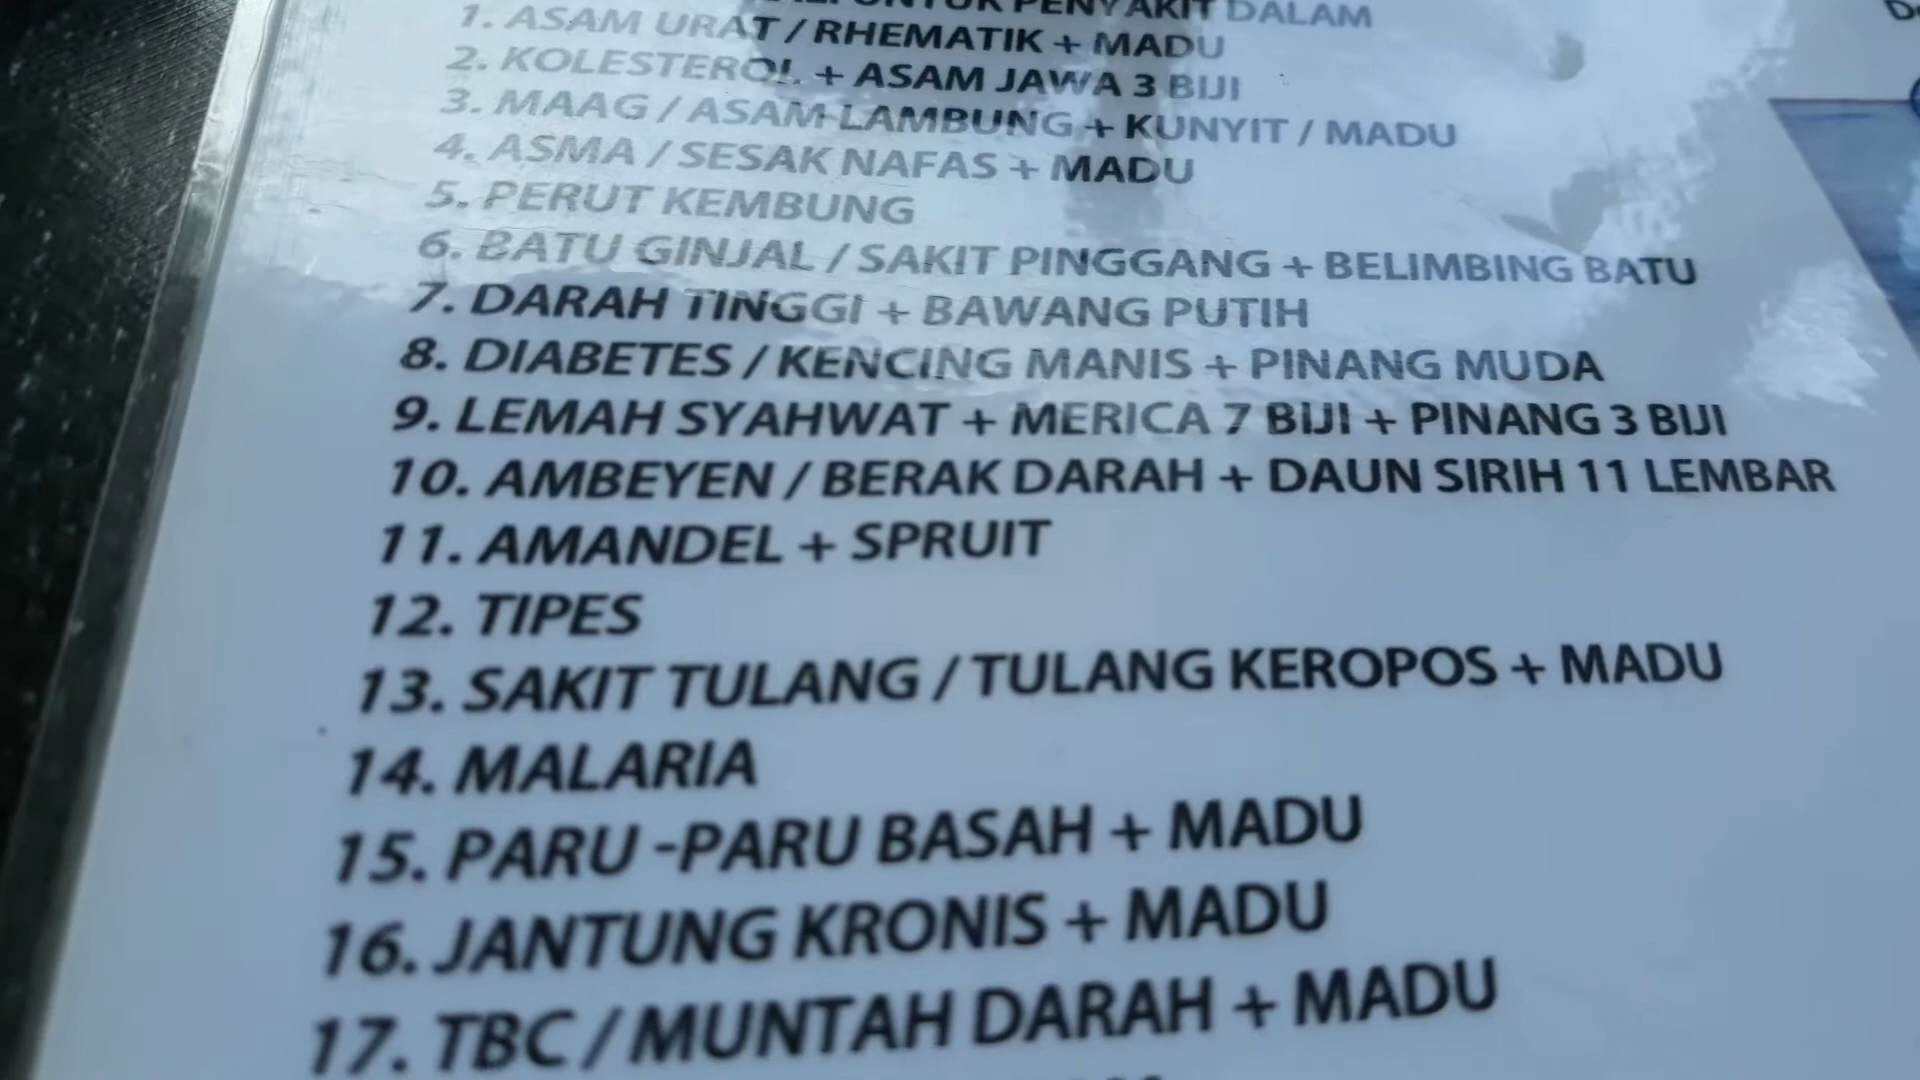 UNTUK PENYAKIT DALAM
1. ASAM URAT / RHEMATIK + MADU
2. KOLESTEROL + ASAM JAWA 3 BIJI
3. MAAG / ASAM LAMBUNG + KUNYIT / MADU
4. ASMA / SESAK NAFAS + MADU
5. PERUT KEMBUNG
6. BATU GINJAL / SAKIT PINGGANG + BELIMBING BATU
7. DARAH TINGGI + BAWANG PUTIH
8. DIABETES / KENCING MANIS + PINANG MUDA
9. LEMAH SYAHWAT + MERICA 7 BIJI + PINANG 3 BIJI
10. AMBEYEN / BERAK DARAH + DAUN SIRIH 11 LEMBAR
11. AMANDEL + SPRUIT
12. TIPES
13. SAKIT TULANG / TULANG KEROPOS + MADU
14. MALARIA
15. PARU -PARU BASAH + MADU
16. JANTUNG KRONIS + MADU
17. TBC / MUNTAH DARAH + MADU